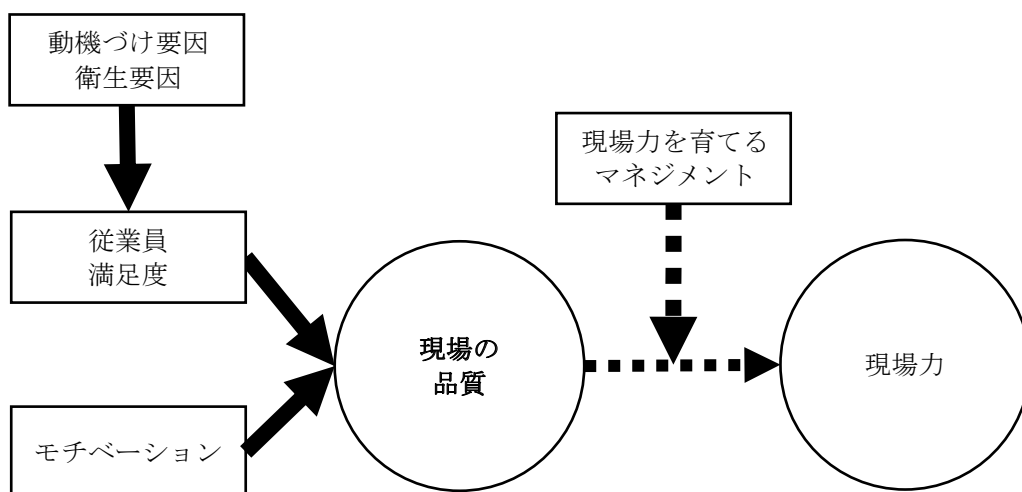 動機づけ要因
衛生要因
現場力を育てる
マネジメント
従業員
満足度
現場の
品質
現場力
モチベーション